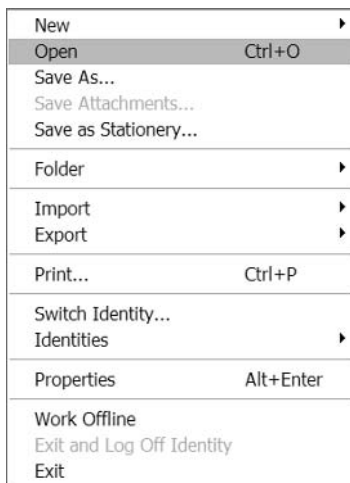 New
Open Ctrl+O
Save As...
Save Attachments...
Save as Stationery...
Folder
Import
Export
Print... Ctrl+P
Switch Identity...
Identities
Properties Alt+Enter
Work Offline
Exit and Log Off Identity
Exit